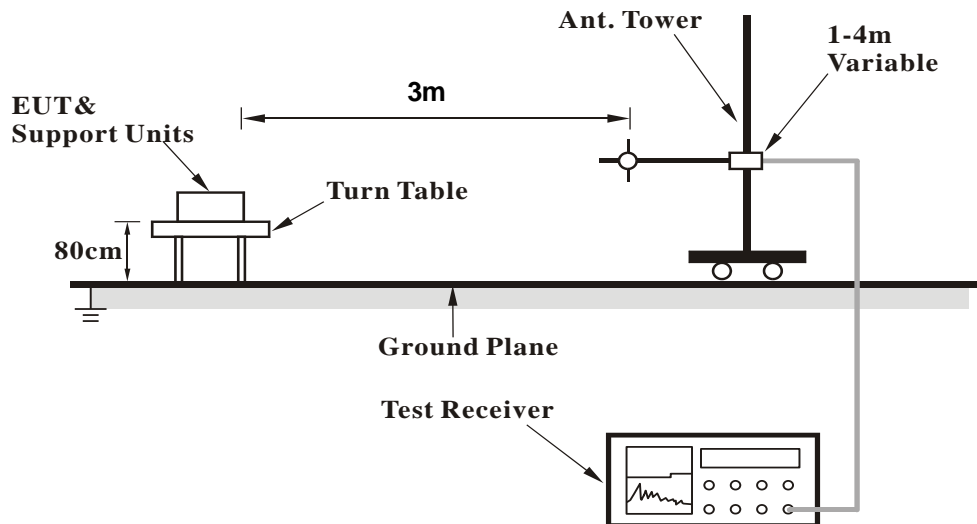 Ant. Tower
1-4m
Variable
3m
EUT&
Support Units
Turn Table
80cm
Ground Plane
Test Receiver